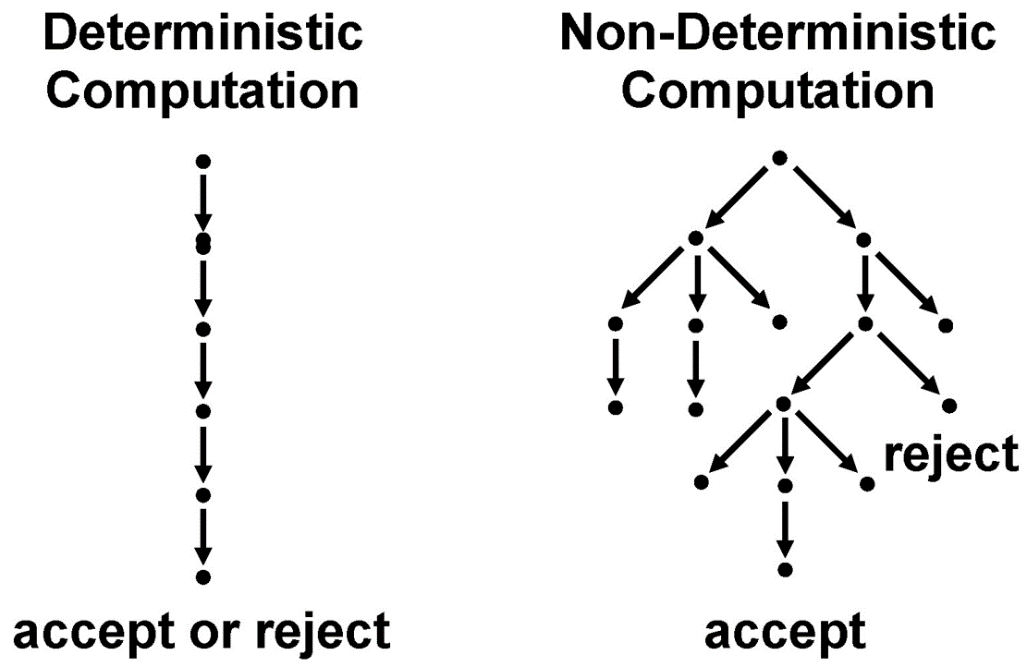 Deterministic
Computation
Non-Deterministic
Computation
reject
accept or reject
accept